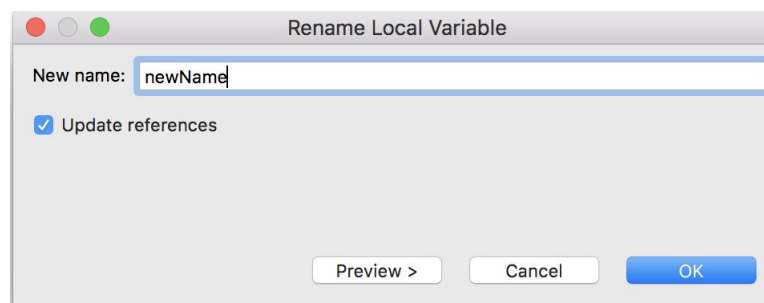 Rename Local Variable
New name: newName
Update references
Preview > Cancel OK